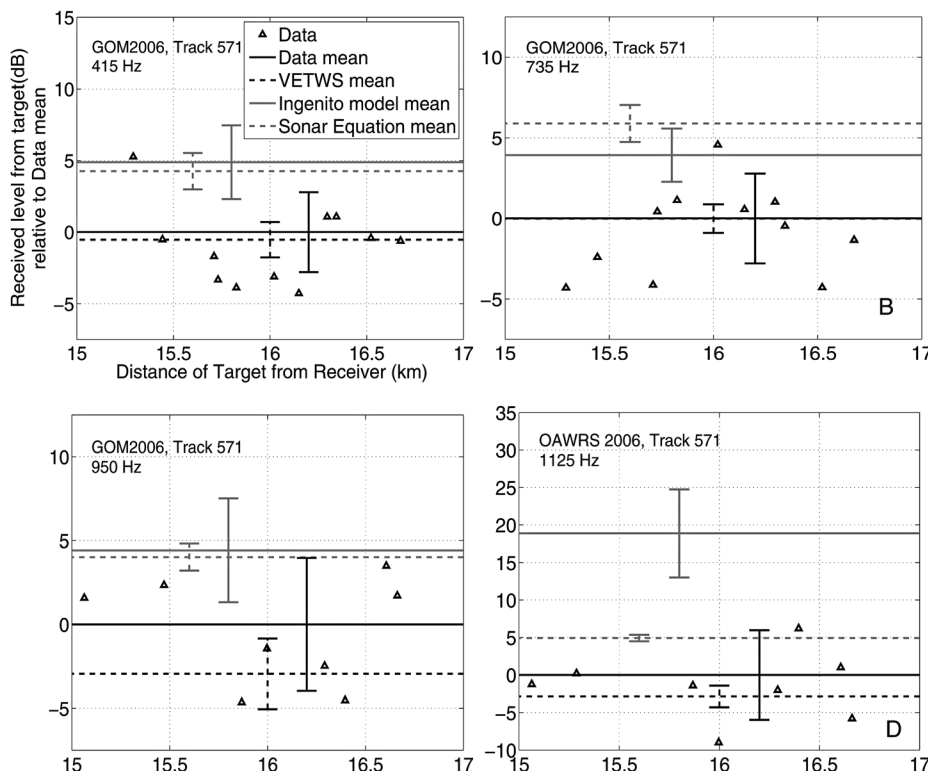 Received level from target(dB)
relative to Data mean
15
10
5
0
−5
GOM2006, Track 571
415 Hz
Data
Data mean
VETWS mean
Ingenito model mean
Sonar Equation mean
15
15.5
16
16.5
17
Distance of Target from Receiver (km)
10
5
0
−5
GOM2006, Track 571
735 Hz
B
15
15.5
16
16.5
17
10
5
0
−5
GOM2006, Track 571
950 Hz
15
15.5
16
16.5
17
35
30
25
20
15
10
5
0
−5
−10
OAWRS 2006, Track 571
1125 Hz
D
15
15.5
16
16.5
17